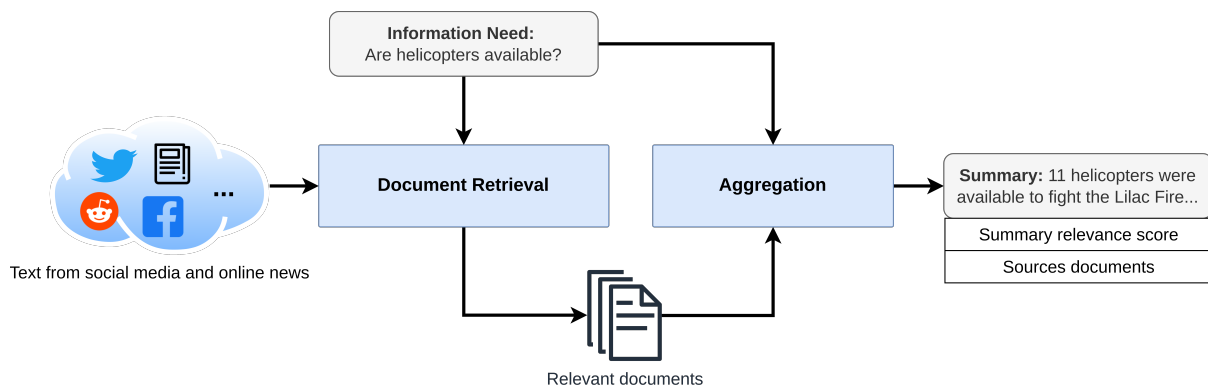 Information Need:
Are helicopters available?
Document Retrieval
Aggregation
...
Summary: 11 helicopters were
available to fight the Lilac Fire...
Summary relevance score
Sources documents
Text from social media and online news
Relevant documents